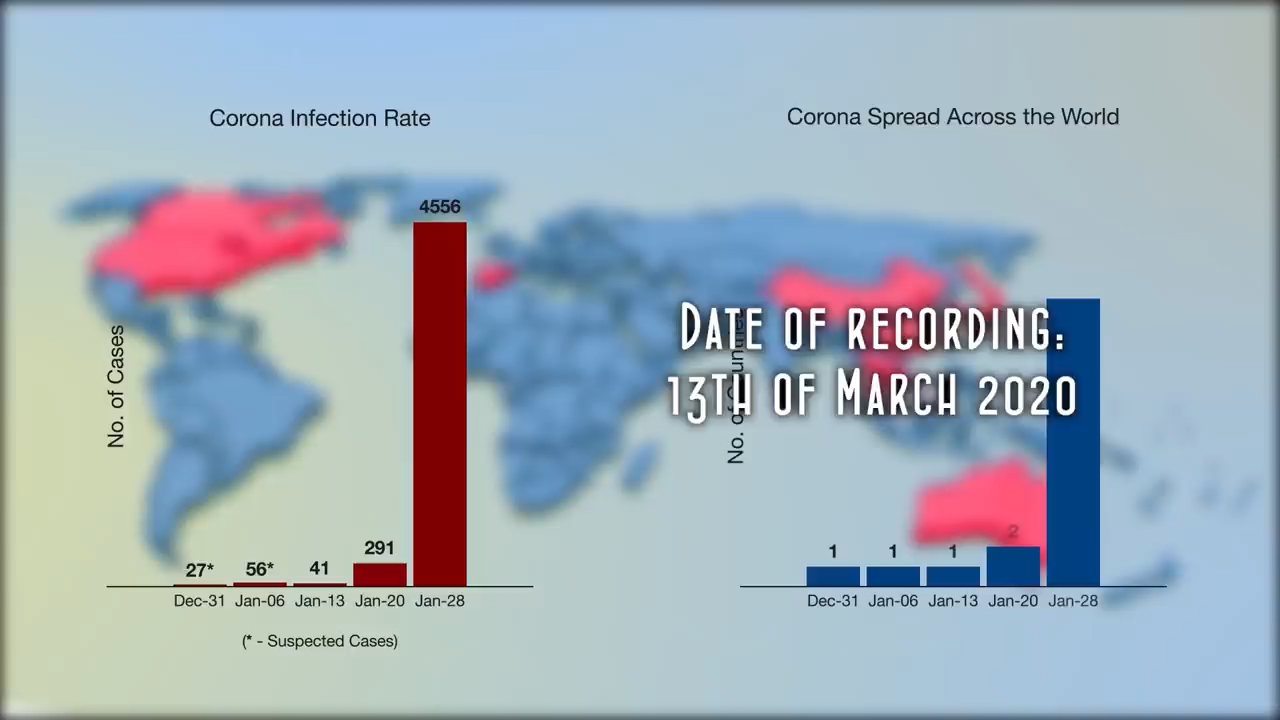 Corona Infection Rate
Corona Spread Across the World
4556
No. of Cases
27* 56* 41 291
Dec-31 Jan-06 Jan-13 Jan-20 Jan-28
(* - Suspected Cases)
DATE OF RECORDING:
13TH OF MARCH 2020
No. of
1 1 1 2
Dec-31 Jan-06 Jan-13 Jan-20 Jan-28